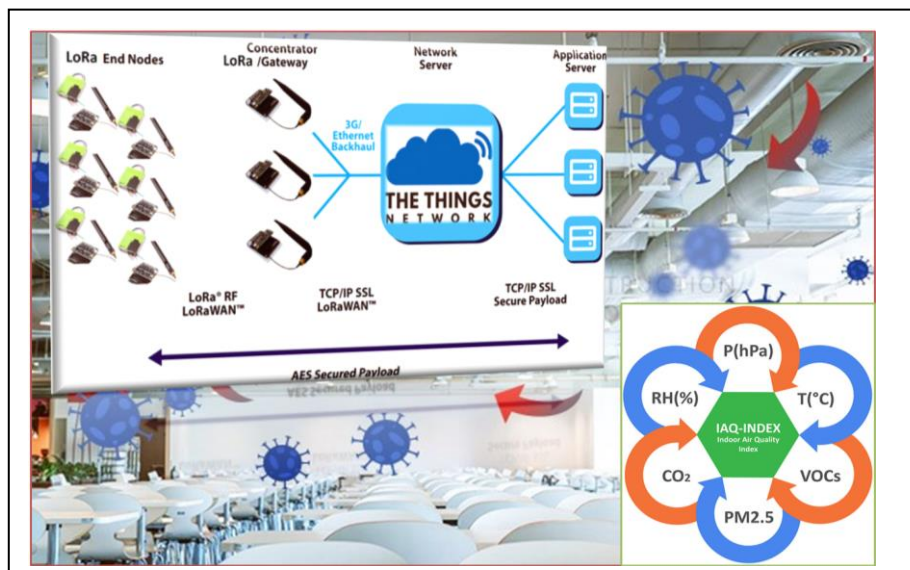 LoRa End Nodes
Concentrator
LoRa /Gateway
Network
Server
Application
Server
3G/
Ethernet
Backhaul
THE THINGS
NETWORK
LoRa® RF
LoRaWAN™
TCP/IP SSL
LoRaWAN™
TCP/IP SSL
Secure Payload
AES Secured Payload
P(hPa)
RH(%)
T(°C)
IAQ-INDEX
Indoor Air Quality
Index
CO₂
VOCs
PM2.5